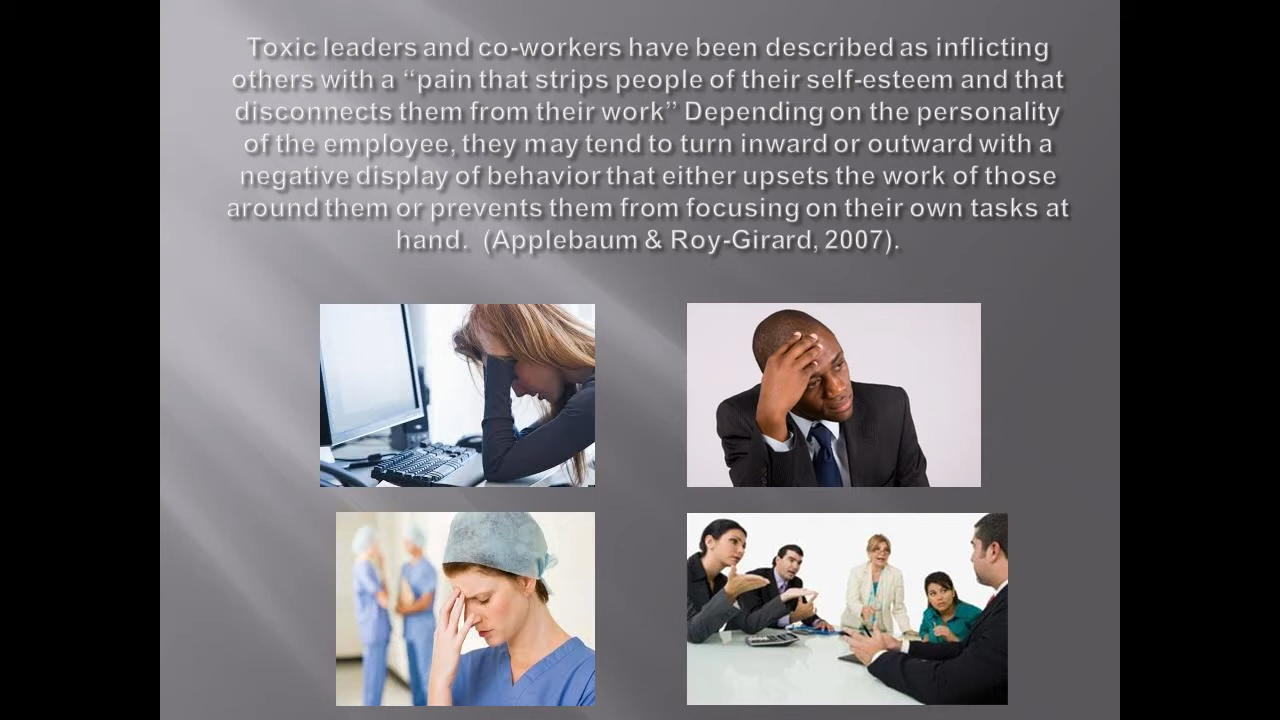 Toxic leaders and co-workers have been described as inflicting
others with a “pain that strips people of their self-esteem and that
disconnects them from their work” Depending on the personality
of the employee, they may tend to turn inward or outward with a
negative display of behavior that either upsets the work of those
around them or prevents them from focusing on their own tasks at
hand.  (Applebaum & Roy-Girard, 2007).